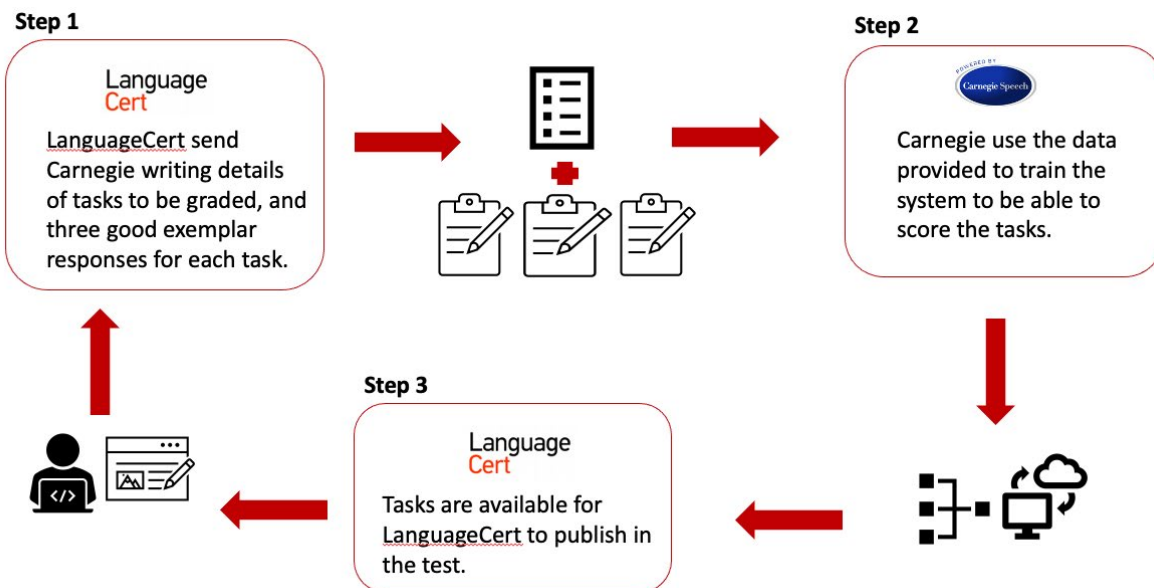 Step 1
Language
Cert
LanguageCert send
Carnegie writing details
of tasks to be graded, and
three good exemplar
responses for each task.
Step 2
POWERED BY
Carnegie Speech
Carnegie use the data
provided to train the
system to be able to
score the tasks.
Step 3
Language
Cert
Tasks are available for
LanguageCert to publish in
the test.
</>